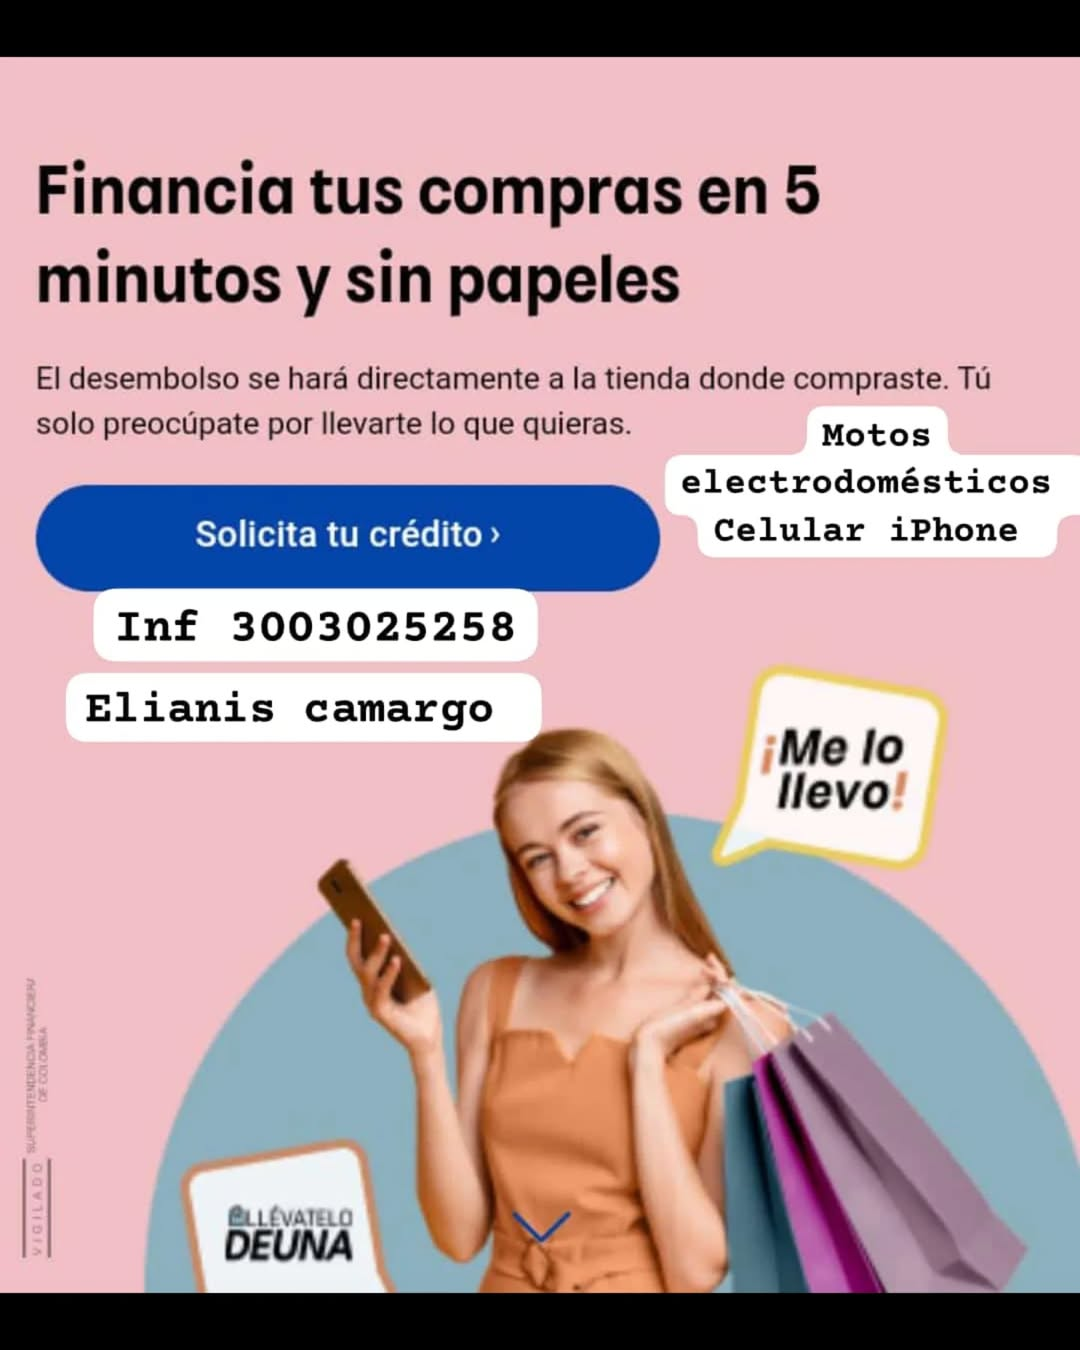 Financia tus compras en 5
minutos y sin papeles
El desembolso se hará directamente a la tienda donde compraste. Tú
solo preocúpate por llevarte lo que quieras.
Motos
electrodomésticos
Celular iPhone
Solicita tu crédito ›
Inf 3003025258
Elianis camargo
¡Me lo
llevo!
LLÉVATELO
DEUNA
VIGILADO
SUPERINTENDENCIA FINANCIERA
DE COLOMBIA